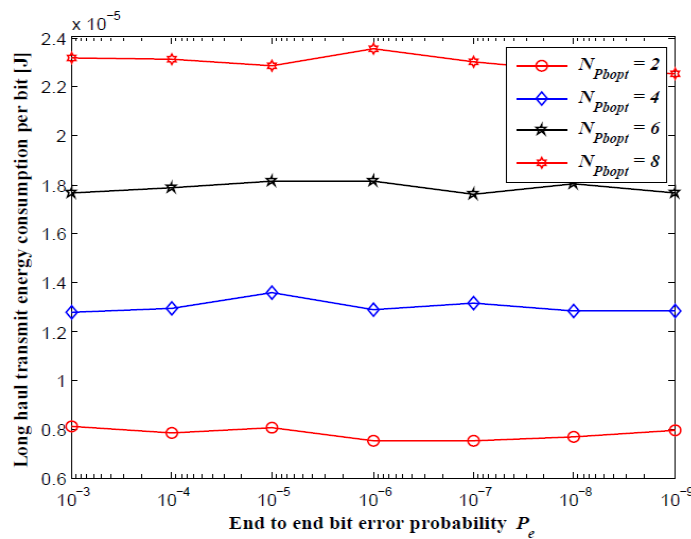 × 10⁻⁵
2.4
2.2
2
1.8
1.6
1.4
1.2
1
0.8
0.6
Long haul transmit energy consumption per bit [J]
N_Pbopt = 2
N_Pbopt = 4
N_Pbopt = 6
N_Pbopt = 8
10⁻³ 10⁻⁴ 10⁻⁵ 10⁻⁶ 10⁻⁷ 10⁻⁸ 10⁻⁹
End to end bit error probability P_e